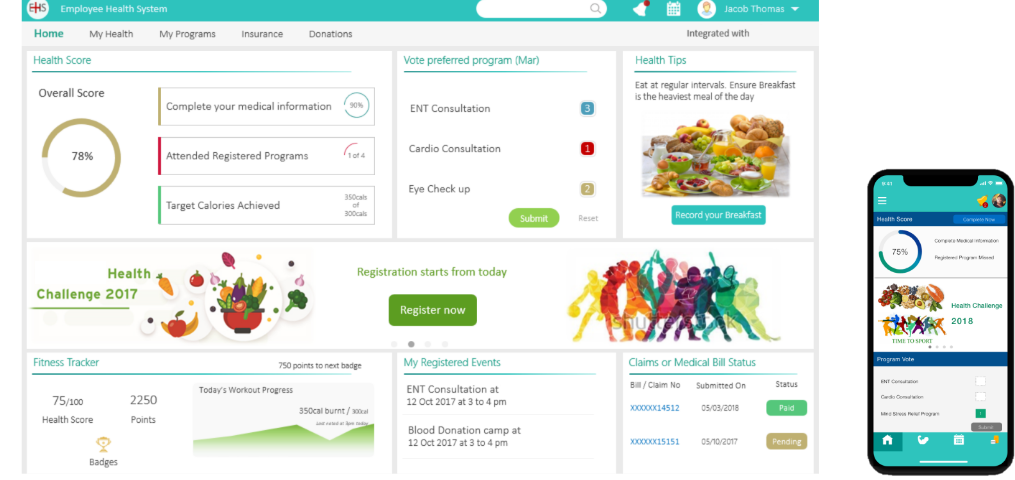 EHS Employee Health System
Jacob Thomas
Home My Health My Programs Insurance Donations Integrated with
Health Score
Overall Score
78%
Complete your medical information 90%
Attended Registered Programs 1 of 4
Target Calories Achieved 350cals
of
300cals
Vote preferred program (Mar)
ENT Consultation 3
Cardio Consultation 1
Eye Check up 2
Submit Reset
Health Tips
Eat at regular intervals. Ensure Breakfast
is the heaviest meal of the day
Record your Breakfast
Health
Challenge 2017
Registration starts from today
Register now
Fitness Tracker 750 points to next badge
75/100
Health Score
2250
Points
Badges
Today's Workout Progress
350cal burnt / 300cal
Last noted at 5pm today
My Registered Events
ENT Consultation at
12 Oct 2017 at 3 to 4 pm
Blood Donation camp at
12 Oct 2017 at 3 to 4 pm
Claims or Medical Bill Status
Bill / Claim No Submitted On Status
XXXXXX14512 05/03/2018 Paid
XXXXXX15151 05/10/2017 Pending
9:41
Health Score Complete Now
75%
Complete Medical Information
Registered Program Missed
Health Challenge
2018
TIME TO SPORT
Program Vote
ENT Consultation
Cardio Consultation
Mind Stress Relief Program
Submit